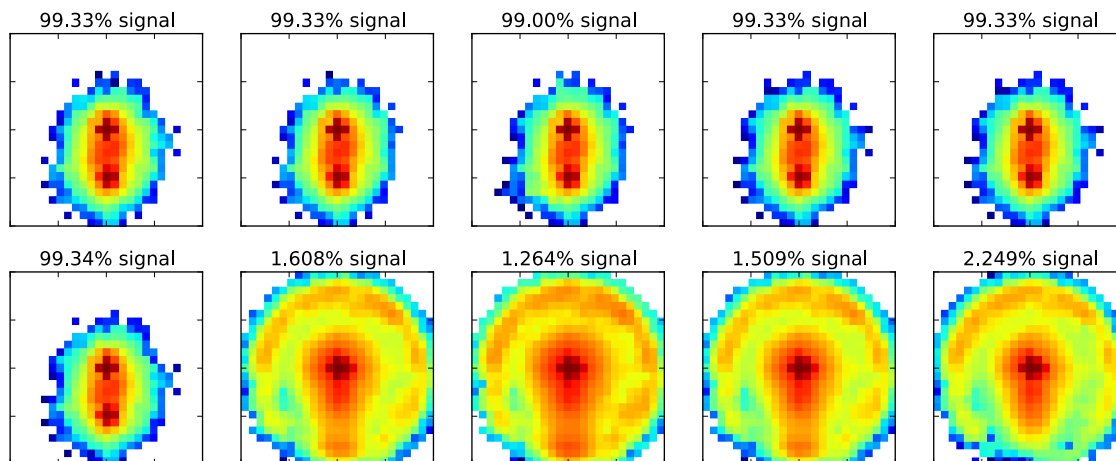 99.33% signal
99.33% signal
99.00% signal
99.33% signal
99.33% signal
99.34% signal
1.608% signal
1.264% signal
1.509% signal
2.249% signal